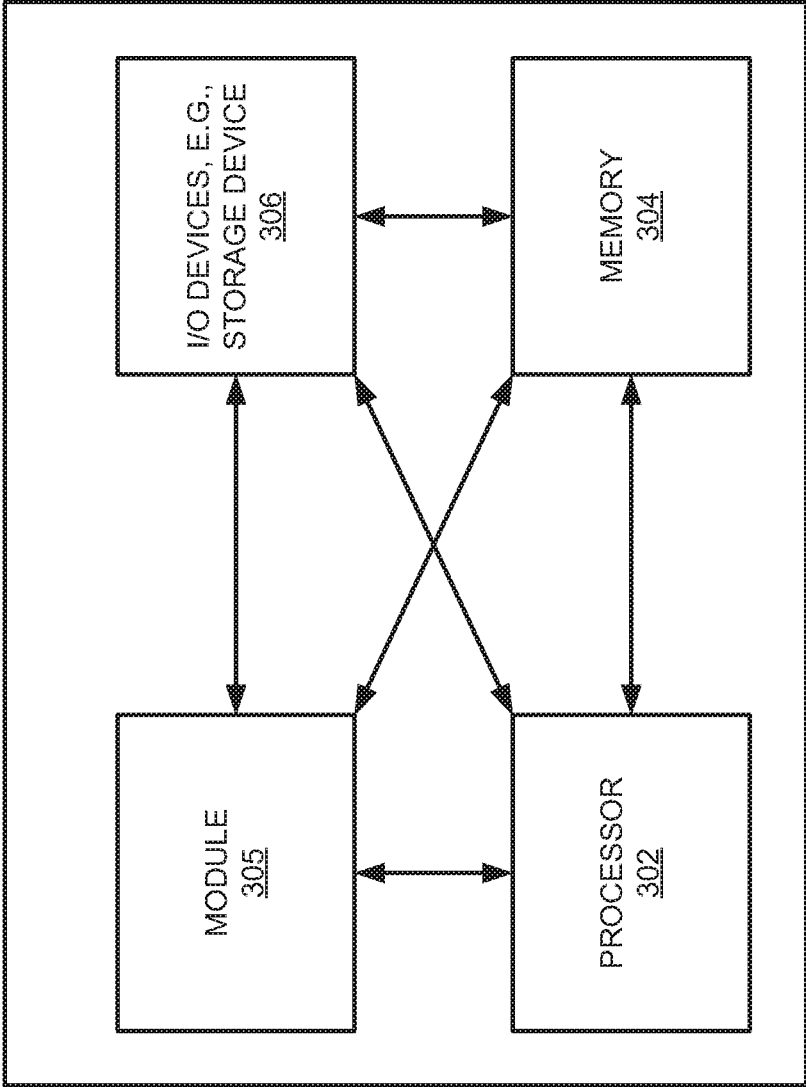 MODULE
305
I/O DEVICES, E.G.,
STORAGE DEVICE
306
PROCESSOR
302
MEMORY
304